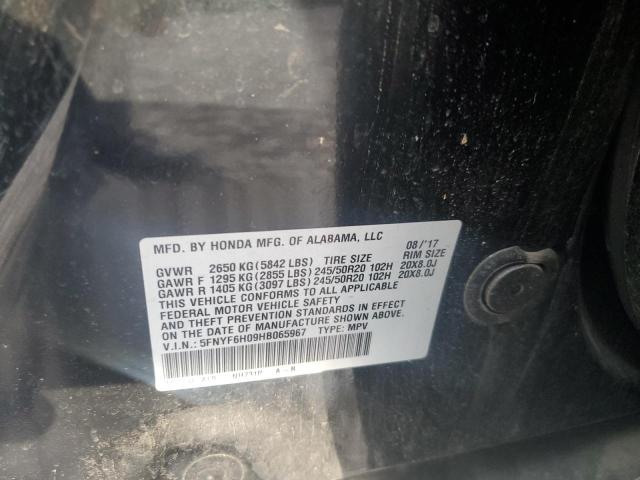 MFD. BY HONDA MFG. OF ALABAMA, LLC 08/'17
GVWR 2650 KG (5842 LBS) TIRE SIZE RIM SIZE
GAWR F 1295 KG (2855 LBS) 245/50R20 102H 20X8.0J
GAWR R 1405 KG (3097 LBS) 245/50R20 102H 20X8.0J
THIS VEHICLE CONFORMS TO ALL APPLICABLE
FEDERAL MOTOR VEHICLE SAFETY
AND THEFT PREVENTION STANDARDS IN EFFECT
ON THE DATE OF MANUFACTURE SHOWN ABOVE.
V.I.N.: 5FNYF6H09HB065967 TYPE: MPV
NH731P A-M